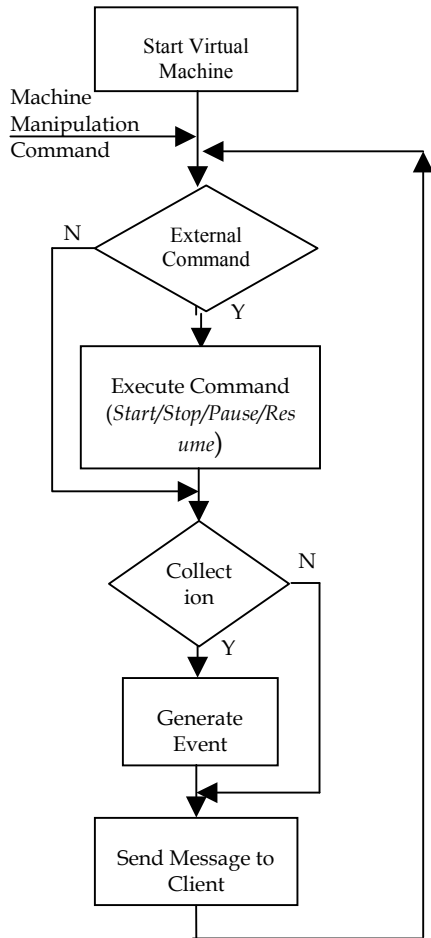 Start Virtual
Machine
Machine
Manipulation
Command
External
Command
N
Y
Execute Command
(Start/Stop/Pause/Res
ume)
Collect
ion
N
Y
Generate
Event
Send Message to
Client